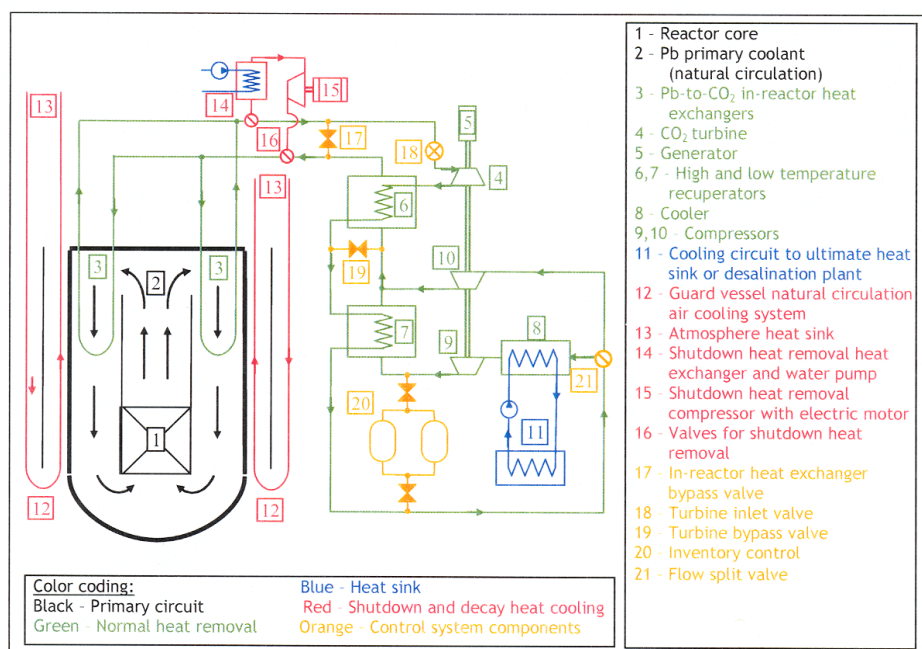 13
15
14
5
16
17
18
13
4
6
3
3
2
10
19
7
9
8
21
20
11
1
12
12
1 - Reactor core
2 - Pb primary coolant
(natural circulation)
3 - Pb-to-CO₂ in-reactor heat
exchangers
4 - CO₂ turbine
5 - Generator
6,7 - High and low temperature
recuperators
8 - Cooler
9,10 - Compressors
11 - Cooling circuit to ultimate heat
sink or desalination plant
12 - Guard vessel natural circulation
air cooling system
13 - Atmosphere heat sink
14 - Shutdown heat removal heat
exchanger and water pump
15 - Shutdown heat removal
compressor with electric motor
16 - Valves for shutdown heat
removal
17 - In-reactor heat exchanger
bypass valve
18 - Turbine inlet valve
19 - Turbine bypass valve
20 - Inventory control
21 - Flow split valve
Color coding:
Black - Primary circuit
Green - Normal heat removal
Blue - Heat sink
Red - Shutdown and decay heat cooling
Orange - Control system components